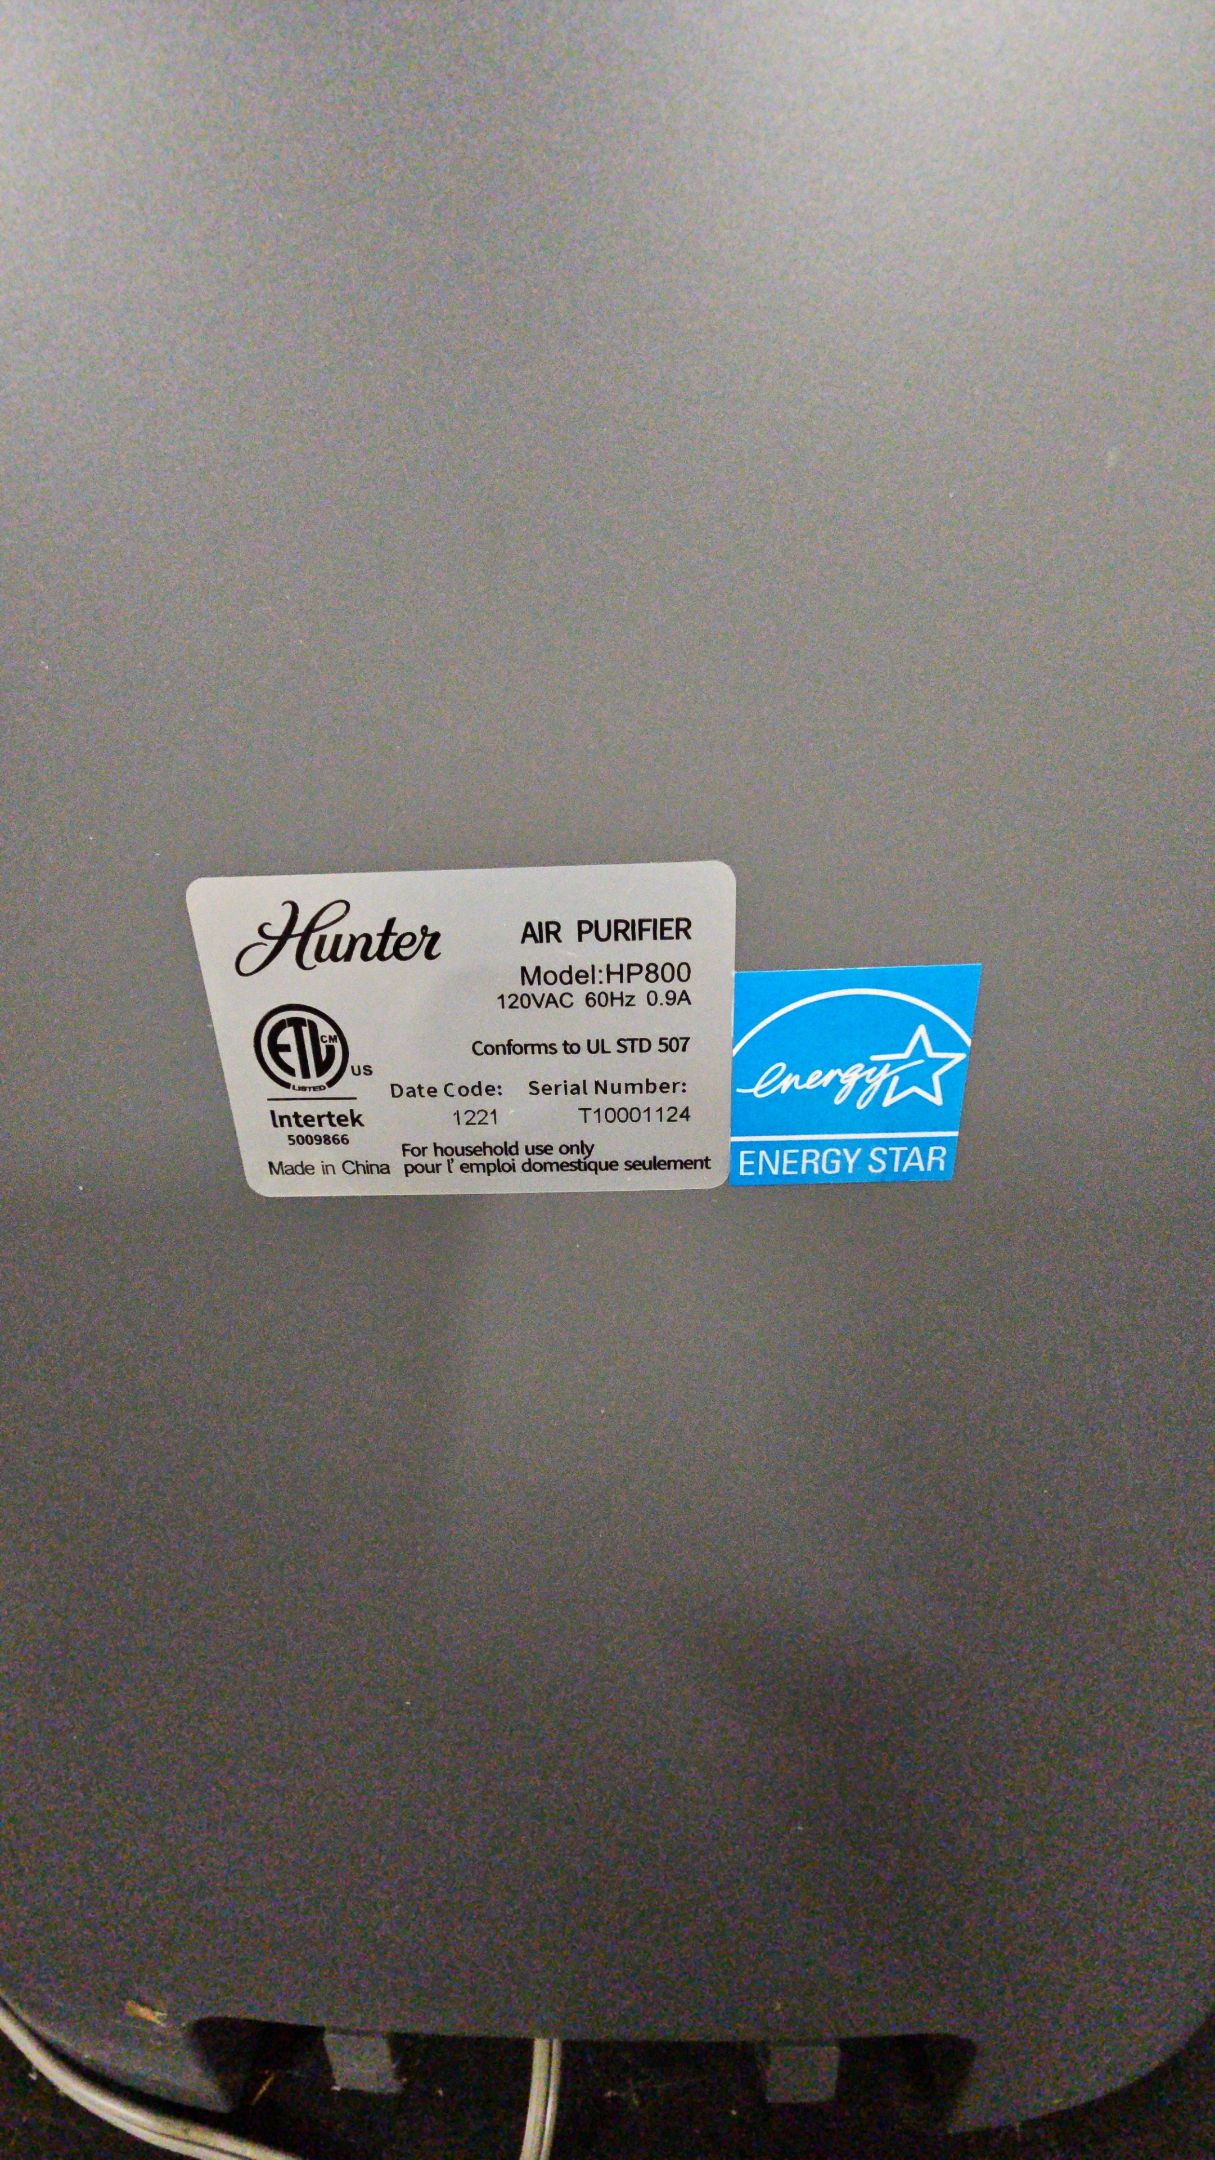 Hunter
AIR PURIFIER
Model:HP800
120VAC 60Hz 0.9A
ETL CM
LISTED
US
Conforms to UL STD 507
Intertek
5009866
Date Code: Serial Number:
1221 T10001124
For household use only
Made in China pour l' emploi domestique seulement
energy
ENERGY STAR